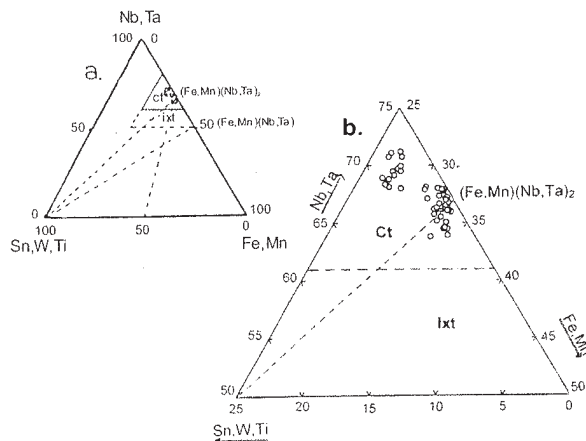 Nb,Ta
100 0
a.
ct
(Fe,Mn)(Nb,Ta)₂
ixt
50
50 (Fe,Mn)(Nb,Ta)
0
100
100 50 0
Sn,W,Ti
Fe,Mn
b.
75 25
70 30
Nb,Ta
(Fe,Mn)(Nb,Ta)₂
65 35
Ct
60 40
Ixt
Fe,Mn
55 45
50 50
25 20 15 10 5 0
Sn,W,Ti